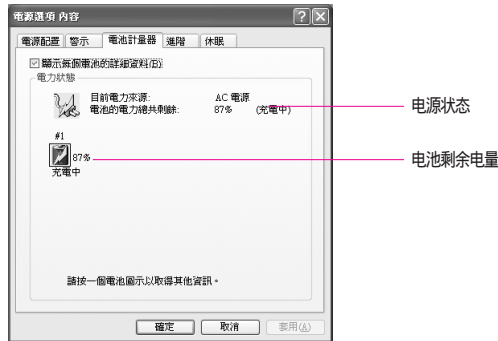 電源選項 內容
電源配置 警示 電池計量器 進階 休眠
顯示每個電池的詳細資料(B)
電力狀態
目前電力來源: AC 電源
電池的電力總共剩餘: 87% (充電中)
电源状态
#1
87%
电池剩余电量
充電中
請按一個電池圖示以取得其他資訊。
確定 取消 套用(A)